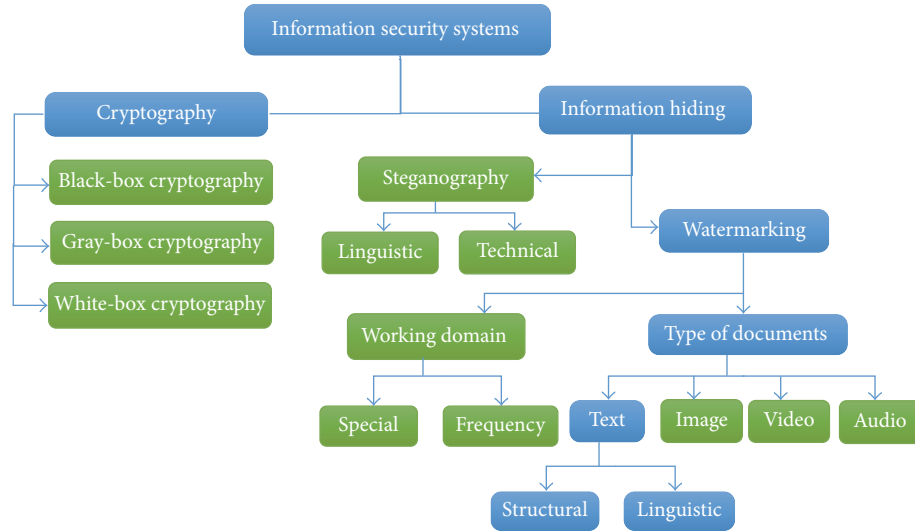 Information security systems
Cryptography
Information hiding
Black-box cryptography
Steganography
Gray-box cryptography
Watermarking
Linguistic
Technical
White-box cryptography
Working domain
Type of documents
Special
Frequency
Text
Image
Video
Audio
Structural
Linguistic